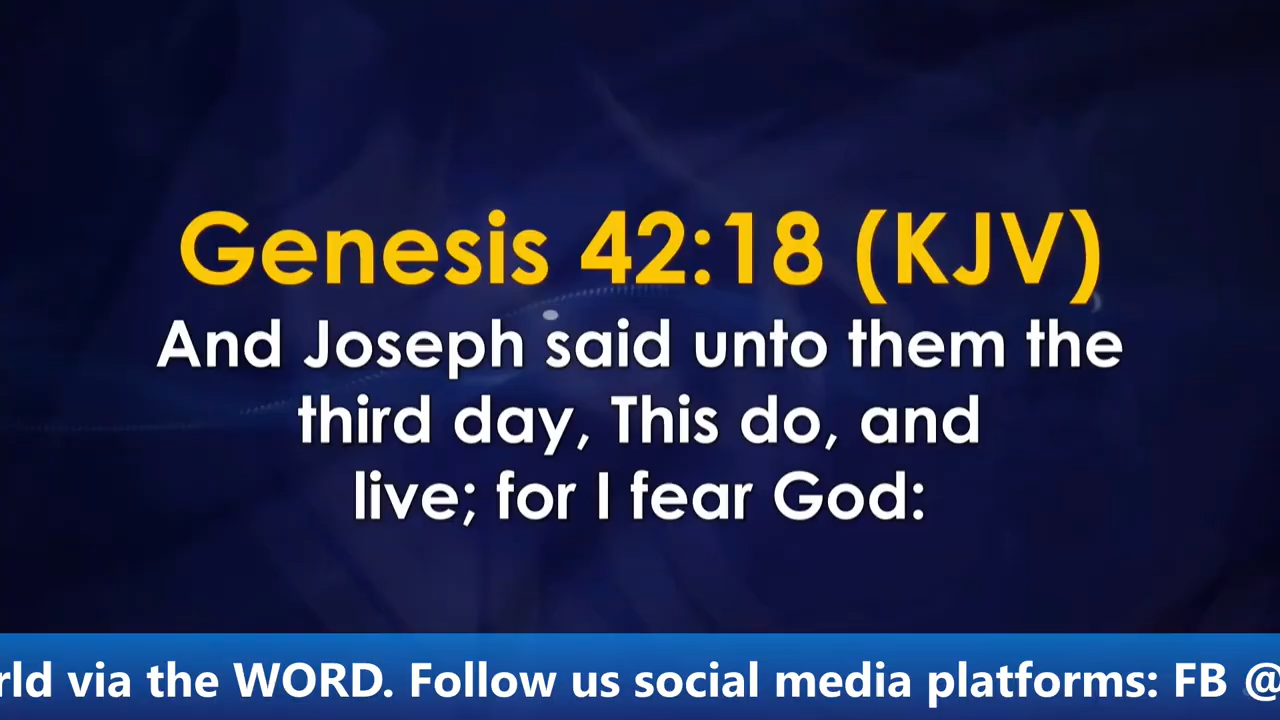 Genesis 42:18 (KJV)
And Joseph said unto them the
third day, This do, and
live; for I fear God:
via the WORD. Follow us social media platforms: FB @